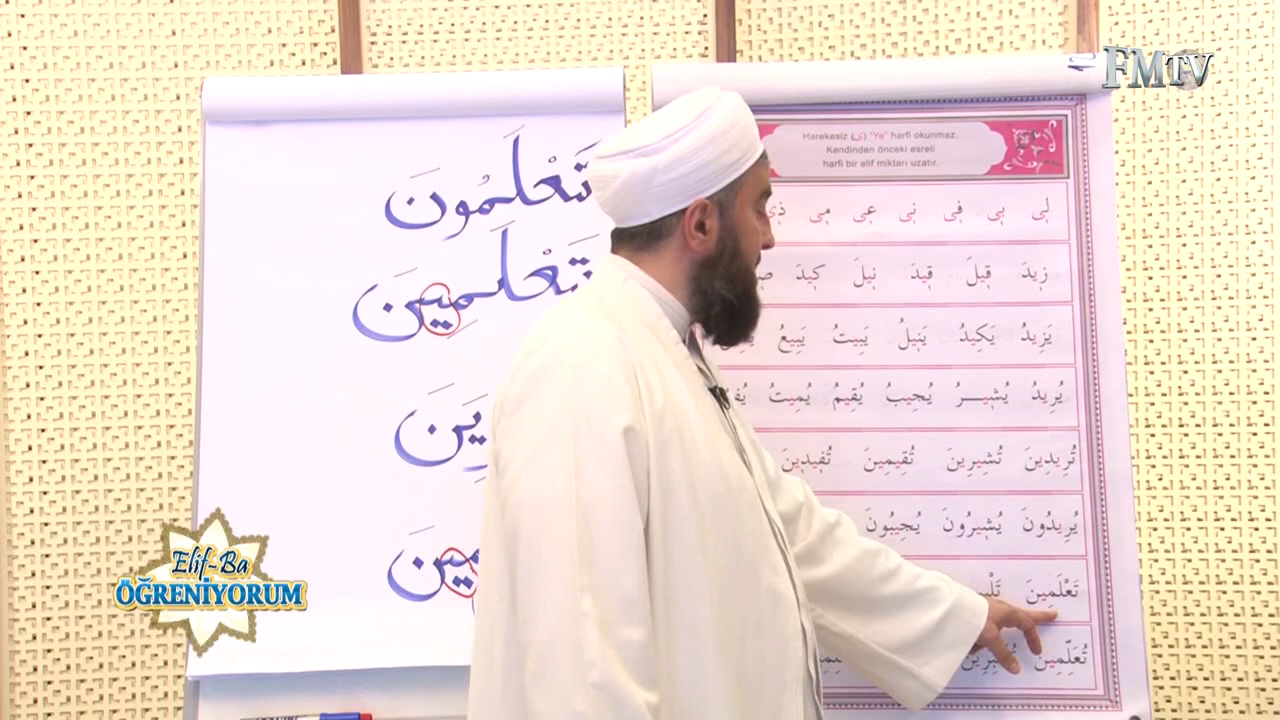 FMTV
تَعْلَمُونَ
تَعْلَمِينَ
Harekesiz (ى) "Ye" harfi okunmaz.
Kendinden önceki esreli
harfi bir elif miktarı uzatır.
لِى بِى فِى نِى عِى مِى ذِى
زِيدَ قِيلَ قِيدَ نِيلَ كِيدَ
يَزِيدُ يَكِيدُ يَنِيلُ يَبِيتُ يَبِيعُ
يُرِيدُ يُشِيرُ يُجِيبُ يُقِيمُ يُمِيتُ
تُرِيدِينَ تُشِيرِينَ تُقِيمِينَ تُفِيدِينَ
يُرِيدُونَ يُشِيرُونَ يُجِيبُونَ
تَعْلَمِينَ
تُعَلِّمِينَ
Elif-Ba
ÖĞRENİYORUM